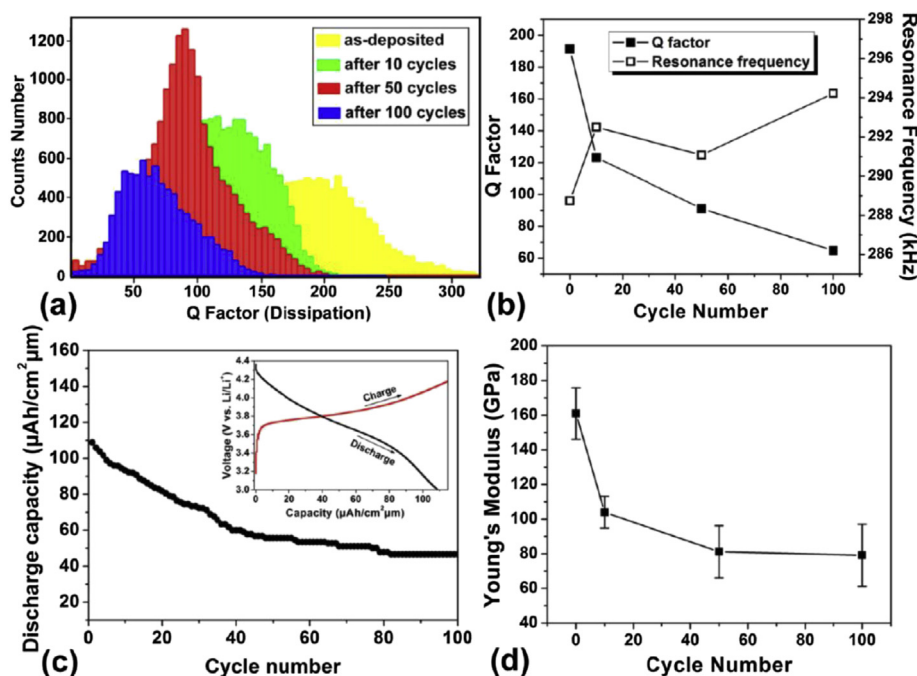 1200
1000
800
600
400
200
0
Counts Number
50 100 150 200 250 300
Q Factor (Dissipation)
as-deposited
after 10 cycles
after 50 cycles
after 100 cycles
(a)
200
180
160
140
120
100
80
60
Q Factor
Q factor
Resonance frequency
298
296
294
292
290
288
286
Resonance Frequency (kHz)
0 20 40 60 80 100
Cycle Number
(b)
160
140
120
100
80
60
40
20
Discharge capacity (μAh/cm²μm)
0 20 40 60 80 100
Cycle number
(c)
4.4
4.2
3.9
3.6
3.3
3.0
Voltage (V vs. Li/Li⁺)
Charge
Discharge
0 20 40 60 80 100
Capacity (μAh/cm²μm)
200
180
160
140
120
100
80
60
40
Young's Modulus (GPa)
0 20 40 60 80 100
Cycle Number
(d)